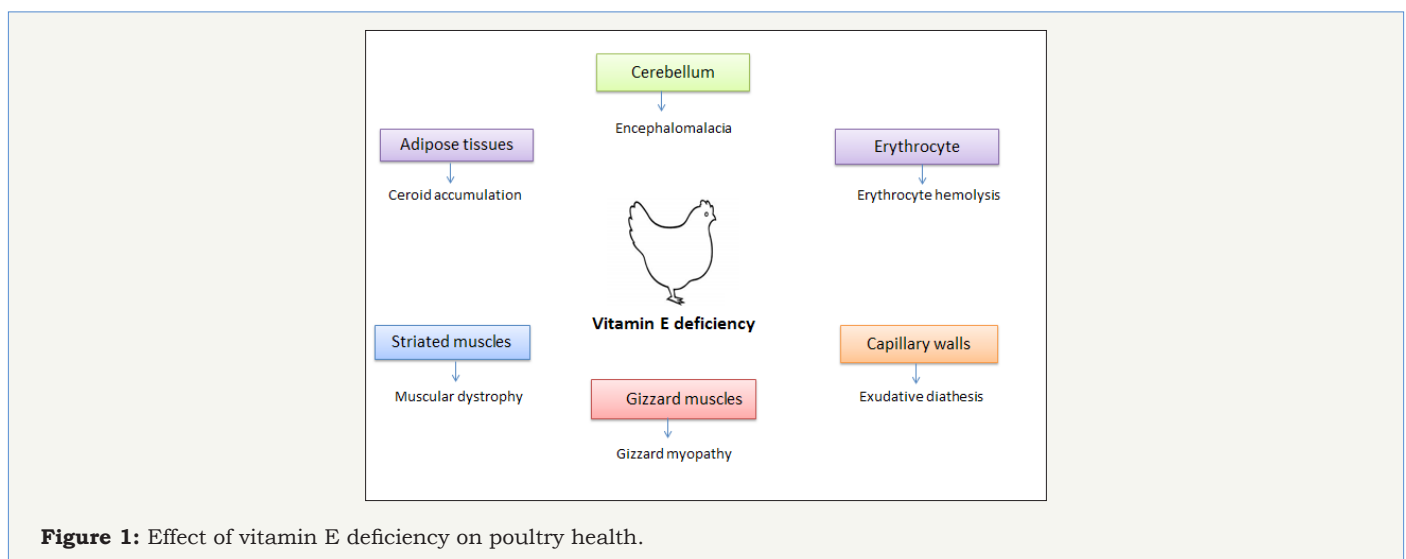 Cerebellum
Encephalomalacia
Adipose tissues
Ceroid accumulation
Erythrocyte
Erythrocyte hemolysis
Vitamin E deficiency
Striated muscles
Muscular dystrophy
Gizzard muscles
Gizzard myopathy
Capillary walls
Exudative diathesis
Figure 1: Effect of vitamin E deficiency on poultry health.